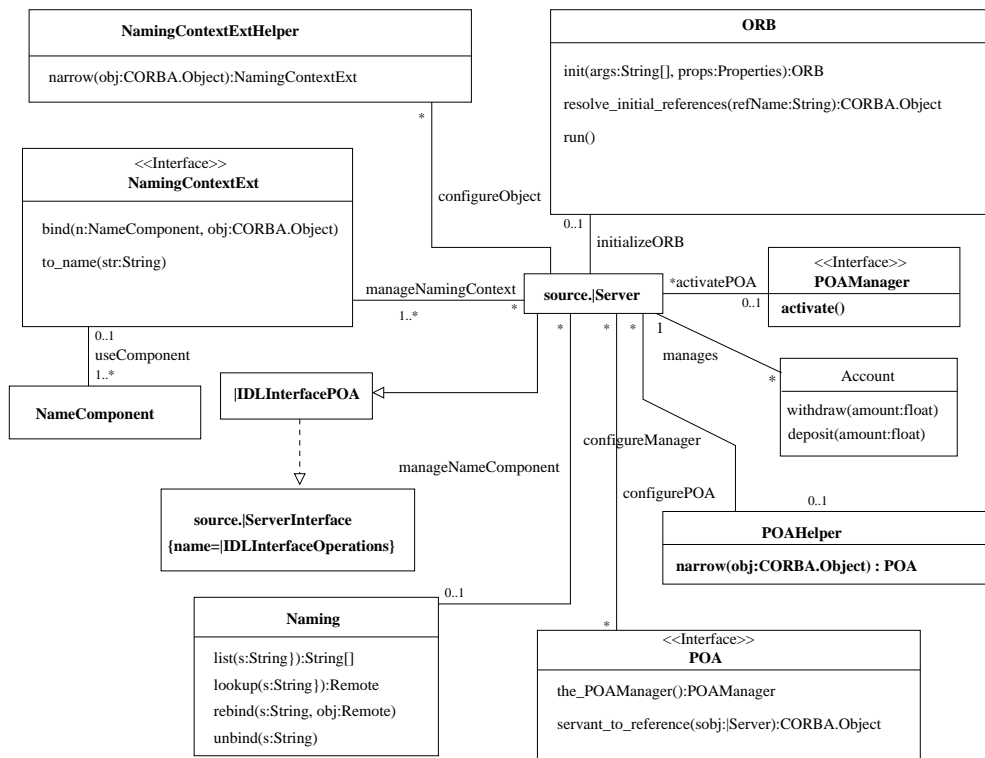 NamingContextExtHelper
narrow(obj:CORBA.Object):NamingContextExt
ORB
init(args:String[], props:Properties):ORB
resolve_initial_references(refName:String):CORBA.Object
run()
*
configureObject
<<Interface>>
NamingContextExt
bind(n:NameComponent, obj:CORBA.Object)
to_name(str:String)
0..1
initializeORB
manageNamingContext
1..*
*
source.|Server
*activatePOA
0..1
<<Interface>>
POAManager
activate()
0..1
useComponent
1..*
NameComponent
*
*
*
1
manages
*
Account
withdraw(amount:float)
deposit(amount:float)
|IDLInterfacePOA
configureManager
manageNameComponent
configurePOA
source.|ServerInterface
{name=|IDLInterfaceOperations}
0..1
POAHelper
narrow(obj:CORBA.Object) : POA
0..1
Naming
list(s:String}):String[]
lookup(s:String}):Remote
rebind(s:String, obj:Remote)
unbind(s:String)
*
<<Interface>>
POA
the_POAManager():POAManager
servant_to_reference(sobj:|Server):CORBA.Object